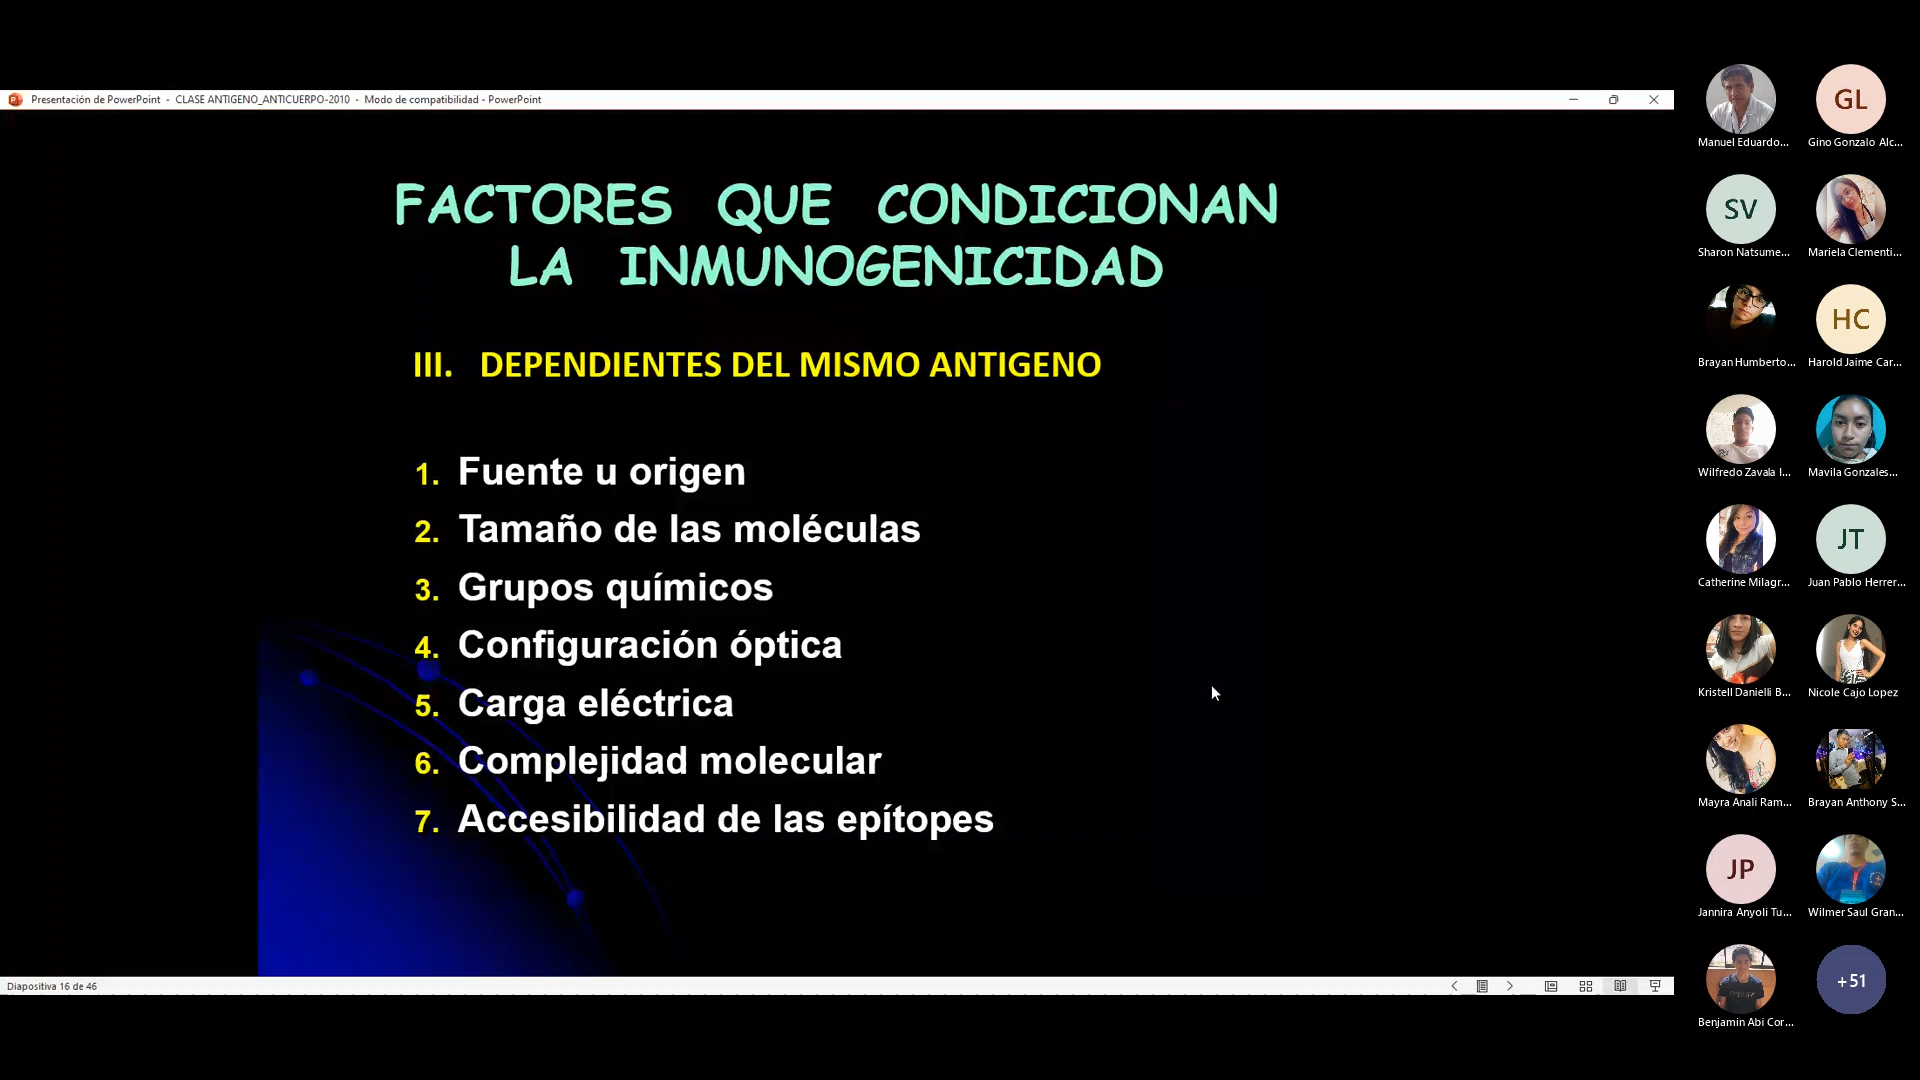 Presentación de PowerPoint - CLASE ANTIGENO_ANTICUERPO-2010 - Modo de compatibilidad - PowerPoint
FACTORES QUE CONDICIONAN
LA INMUNOGENICIDAD
III. DEPENDIENTES DEL MISMO ANTIGENO
1. Fuente u origen
2. Tamaño de las moléculas
3. Grupos químicos
4. Configuración óptica
5. Carga eléctrica
6. Complejidad molecular
7. Accesibilidad de las epítopes
Diapositiva 16 de 46
GL
Manuel Eduardo... Gino Gonzalo Alc...
SV
Sharon Natsume... Mariela Clementi...
HC
Brayan Humberto... Harold Jaime Car...
Wilfredo Zavala I... Mavila Gonzales...
JT
Catherine Milagr... Juan Pablo Herrer...
Kristell Danielli B... Nicole Cajo Lopez
Mayra Anali Ram... Brayan Anthony S...
JP
Jannira Anyoli Tu... Wilmer Saul Gran...
+51
Benjamin Abi Cor...